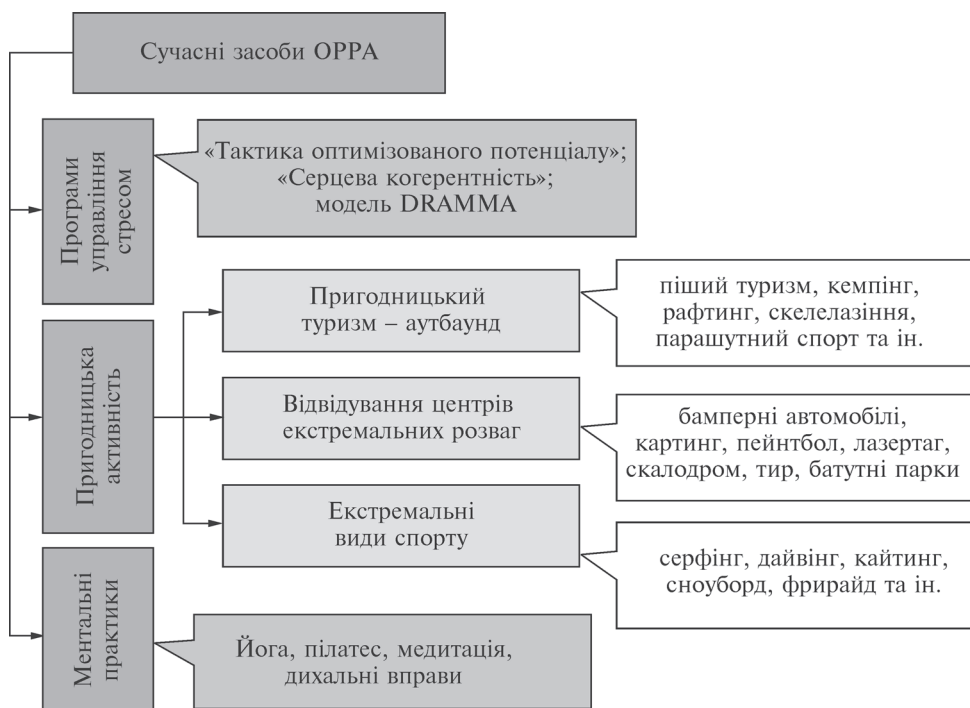 Сучасні засоби ОРРА
Програми
управління
стресом
«Тактика оптимізованого потенціалу»;
«Серцева когерентність»;
модель DRAMMA
Пригодницька
активність
Пригодницький
туризм – аутбаунд
піший туризм, кемпінг,
рафтинг, скелелазіння,
парашутний спорт та ін.
Відвідування центрів
екстремальних розваг
бамперні автомобілі,
картинг, пейнтбол, лазертаг,
скалодром, тир, батутні парки
Екстремальні
види спорту
серфінг, дайвінг, кайтинг,
сноуборд, фрирайд та ін.
Ментальні
практики
Йога, пілатес, медитація,
дихальні вправи